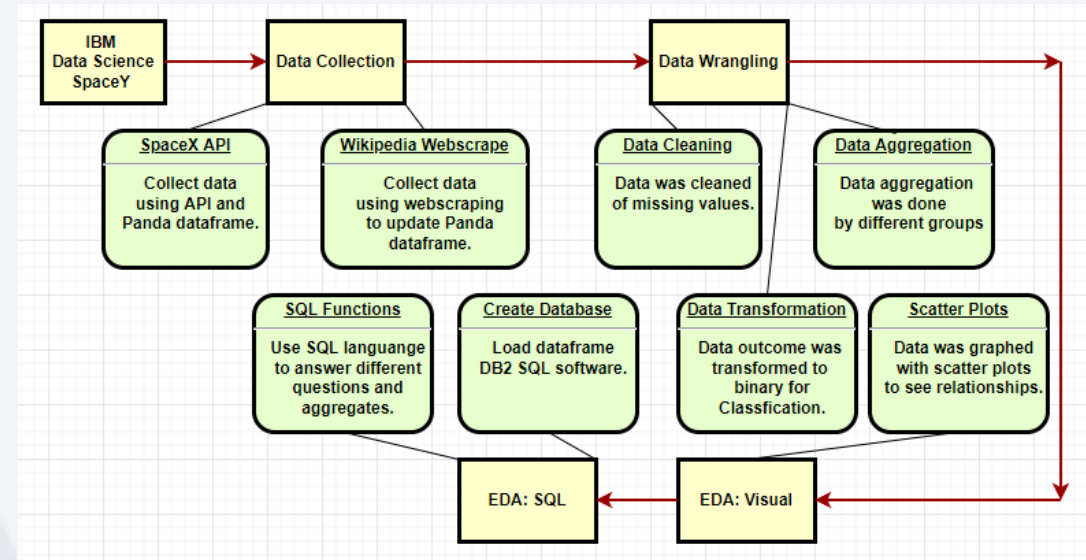 IBM
Data Science
SpaceY
Data Collection
Data Wrangling
SpaceX API
Collect data
using API and
Panda dataframe.
Wikipedia Webscrape
Collect data
using webscraping
to update Panda
dataframe.
Data Cleaning
Data was cleaned
of missing values.
Data Aggregation
Data aggregation
was done
by different groups
SQL Functions
Use SQL languange
to answer different
questions and
aggregates.
Create Database
Load dataframe
DB2 SQL software.
Data Transformation
Data outcome was
transformed to
binary for
Classfication.
Scatter Plots
Data was graphed
with scatter plots
to see relationships.
EDA: SQL
EDA: Visual